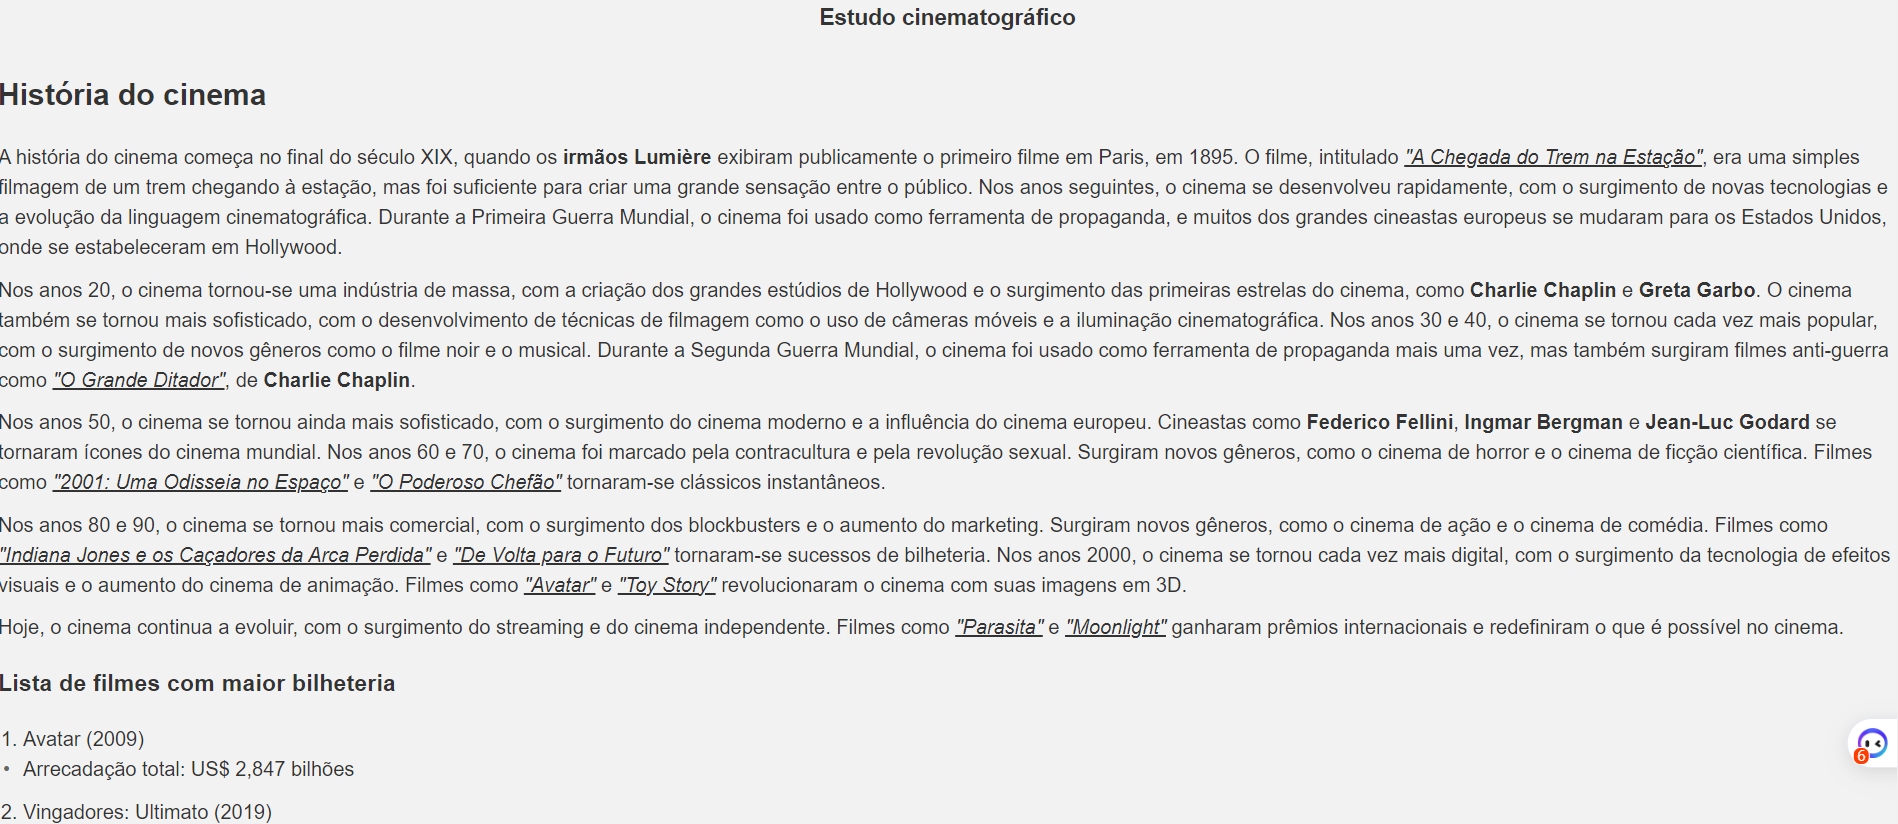 Estudo cinematográfico
História do cinema
A história do cinema começa no final do século XIX, quando os irmãos Lumière exibiram publicamente o primeiro filme em Paris, em 1895. O filme, intitulado "A Chegada do Trem na Estação", era uma simples
filmagem de um trem chegando à estação, mas foi suficiente para criar uma grande sensação entre o público. Nos anos seguintes, o cinema se desenvolveu rapidamente, com o surgimento de novas tecnologias e
a evolução da linguagem cinematográfica. Durante a Primeira Guerra Mundial, o cinema foi usado como ferramenta de propaganda, e muitos dos grandes cineastas europeus se mudaram para os Estados Unidos,
onde se estabeleceram em Hollywood.
Nos anos 20, o cinema tornou-se uma indústria de massa, com a criação dos grandes estúdios de Hollywood e o surgimento das primeiras estrelas do cinema, como Charlie Chaplin e Greta Garbo. O cinema
também se tornou mais sofisticado, com o desenvolvimento de técnicas de filmagem como o uso de câmeras móveis e a iluminação cinematográfica. Nos anos 30 e 40, o cinema se tornou cada vez mais popular,
com o surgimento de novos gêneros como o filme noir e o musical. Durante a Segunda Guerra Mundial, o cinema foi usado como ferramenta de propaganda mais uma vez, mas também surgiram filmes anti-guerra
como "O Grande Ditador", de Charlie Chaplin.
Nos anos 50, o cinema se tornou ainda mais sofisticado, com o surgimento do cinema moderno e a influência do cinema europeu. Cineastas como Federico Fellini, Ingmar Bergman e Jean-Luc Godard se
tornaram ícones do cinema mundial. Nos anos 60 e 70, o cinema foi marcado pela contracultura e pela revolução sexual. Surgiram novos gêneros, como o cinema de horror e o cinema de ficção científica. Filmes
como "2001: Uma Odisseia no Espaço" e "O Poderoso Chefão" tornaram-se clássicos instantâneos.
Nos anos 80 e 90, o cinema se tornou mais comercial, com o surgimento dos blockbusters e o aumento do marketing. Surgiram novos gêneros, como o cinema de ação e o cinema de comédia. Filmes como
"Indiana Jones e os Caçadores da Arca Perdida" e "De Volta para o Futuro" tornaram-se sucessos de bilheteria. Nos anos 2000, o cinema se tornou cada vez mais digital, com o surgimento da tecnologia de efeitos
visuais e o aumento do cinema de animação. Filmes como "Avatar" e "Toy Story" revolucionaram o cinema com suas imagens em 3D.
Hoje, o cinema continua a evoluir, com o surgimento do streaming e do cinema independente. Filmes como "Parasita" e "Moonlight" ganharam prêmios internacionais e redefiniram o que é possível no cinema.
Lista de filmes com maior bilheteria
1. Avatar (2009)
• Arrecadação total: US$ 2,847 bilhões
2. Vingadores: Ultimato (2019)
6